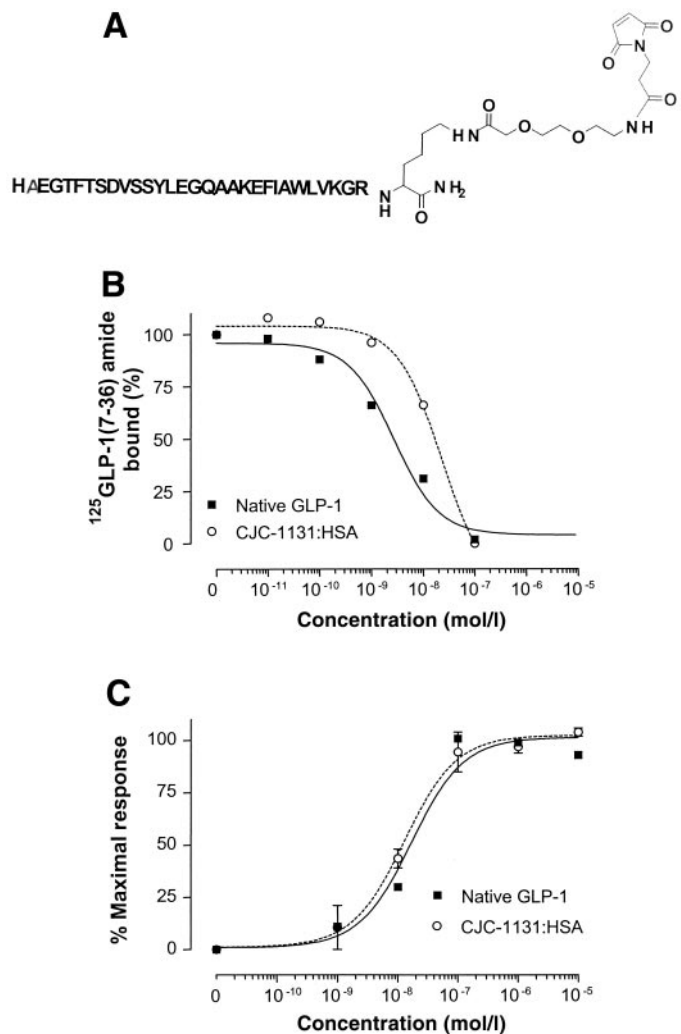 A
O
N
O
O
O
O
O
N
H
N
H
HAEGTFTSDVSSYLEGQAAKEFIAWLVKGR
N
H
NH₂
O
B
¹²⁵GLP-1(7-36) amide
bound (%)
100
75
50
25
0
Native GLP-1
CJC-1131:HSA
0 10⁻¹¹ 10⁻¹⁰ 10⁻⁹ 10⁻⁸ 10⁻⁷ 10⁻⁶ 10⁻⁵
Concentration (mol/l)
C
% Maximal response
100
75
50
25
0
Native GLP-1
CJC-1131:HSA
0 10⁻¹⁰ 10⁻⁹ 10⁻⁸ 10⁻⁷ 10⁻⁶ 10⁻⁵
Concentration (mol/l)